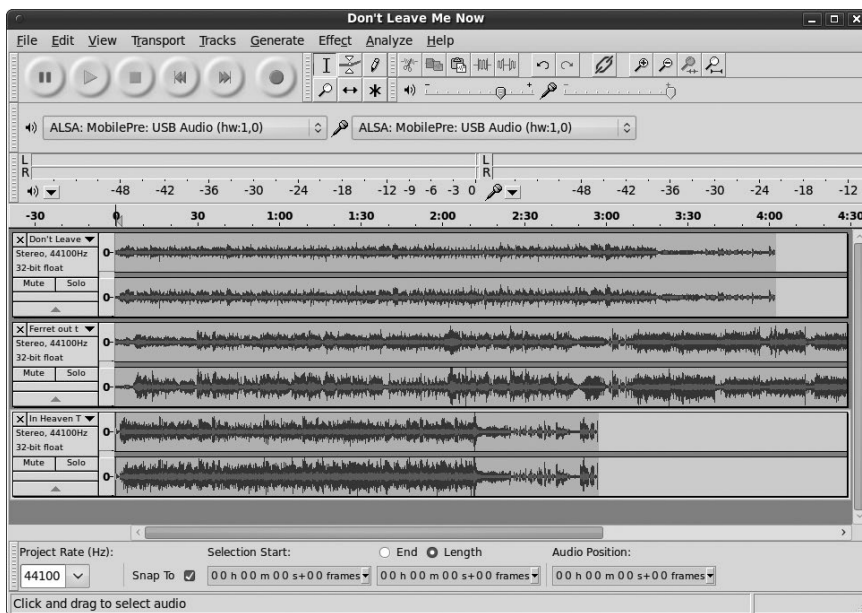 Don't Leave Me Now
File Edit View Transport Tracks Generate Effect Analyze Help
ALSA: MobilePre: USB Audio (hw:1,0) ALSA: MobilePre: USB Audio (hw:1,0)
L L
R R
-48 -42 -36 -30 -24 -18 -12 -9 -6 -3 0 -48 -42 -36 -30 -24 -18 -12
-30 0 30 1:00 1:30 2:00 2:30 3:00 3:30 4:00 4:30
X Don't Leave
Stereo, 44100Hz 0-
32-bit float
Mute Solo
0-
X Ferret out t
Stereo, 44100Hz 0-
32-bit float
Mute Solo
0-
X In Heaven T
Stereo, 44100Hz 0-
32-bit float
Mute Solo
0-
Project Rate (Hz): Selection Start: End Length Audio Position:
44100 Snap To 00 h 00 m 00 s+00 frames 00 h 00 m 00 s+00 frames 00 h 00 m 00 s+00 frames
Click and drag to select audio